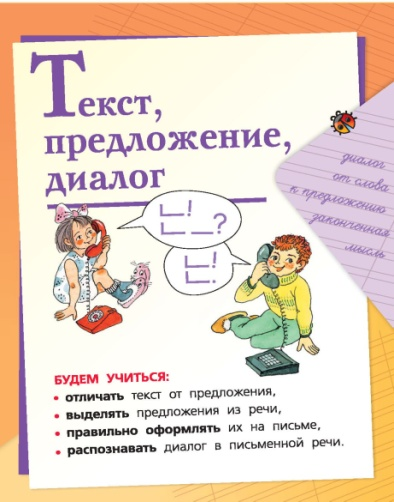 Текст,
предложение,
диалог
!
?
!
диалог
от слова
к предложению
законченная
мысль
БУДЕМ УЧИТЬСЯ:
• отличать текст от предложения,
• выделять предложения из речи,
• правильно оформлять их на письме,
• распознавать диалог в письменной речи.